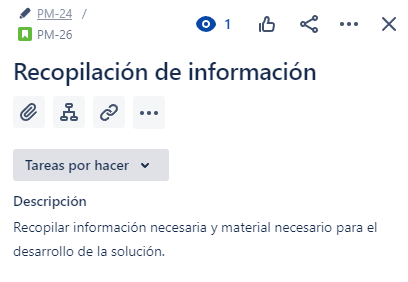 PM-24 /
PM-26
1
Recopilación de información
Tareas por hacer
Descripción
Recopilar información necesaria y material necesario para el
desarrollo de la solución.